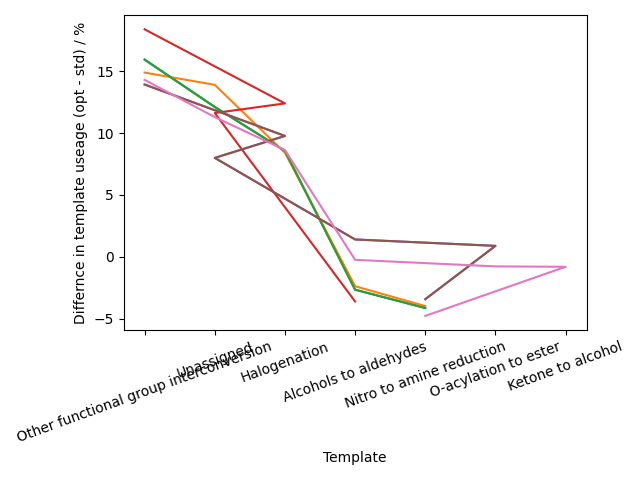 Differnce in template useage (opt - std) / %
15
10
5
0
−5
Other functional group interconversion
Unassigned
Halogenation
Alcohols to aldehydes
Nitro to amine reduction
O-acylation to ester
Ketone to alcohol
Template